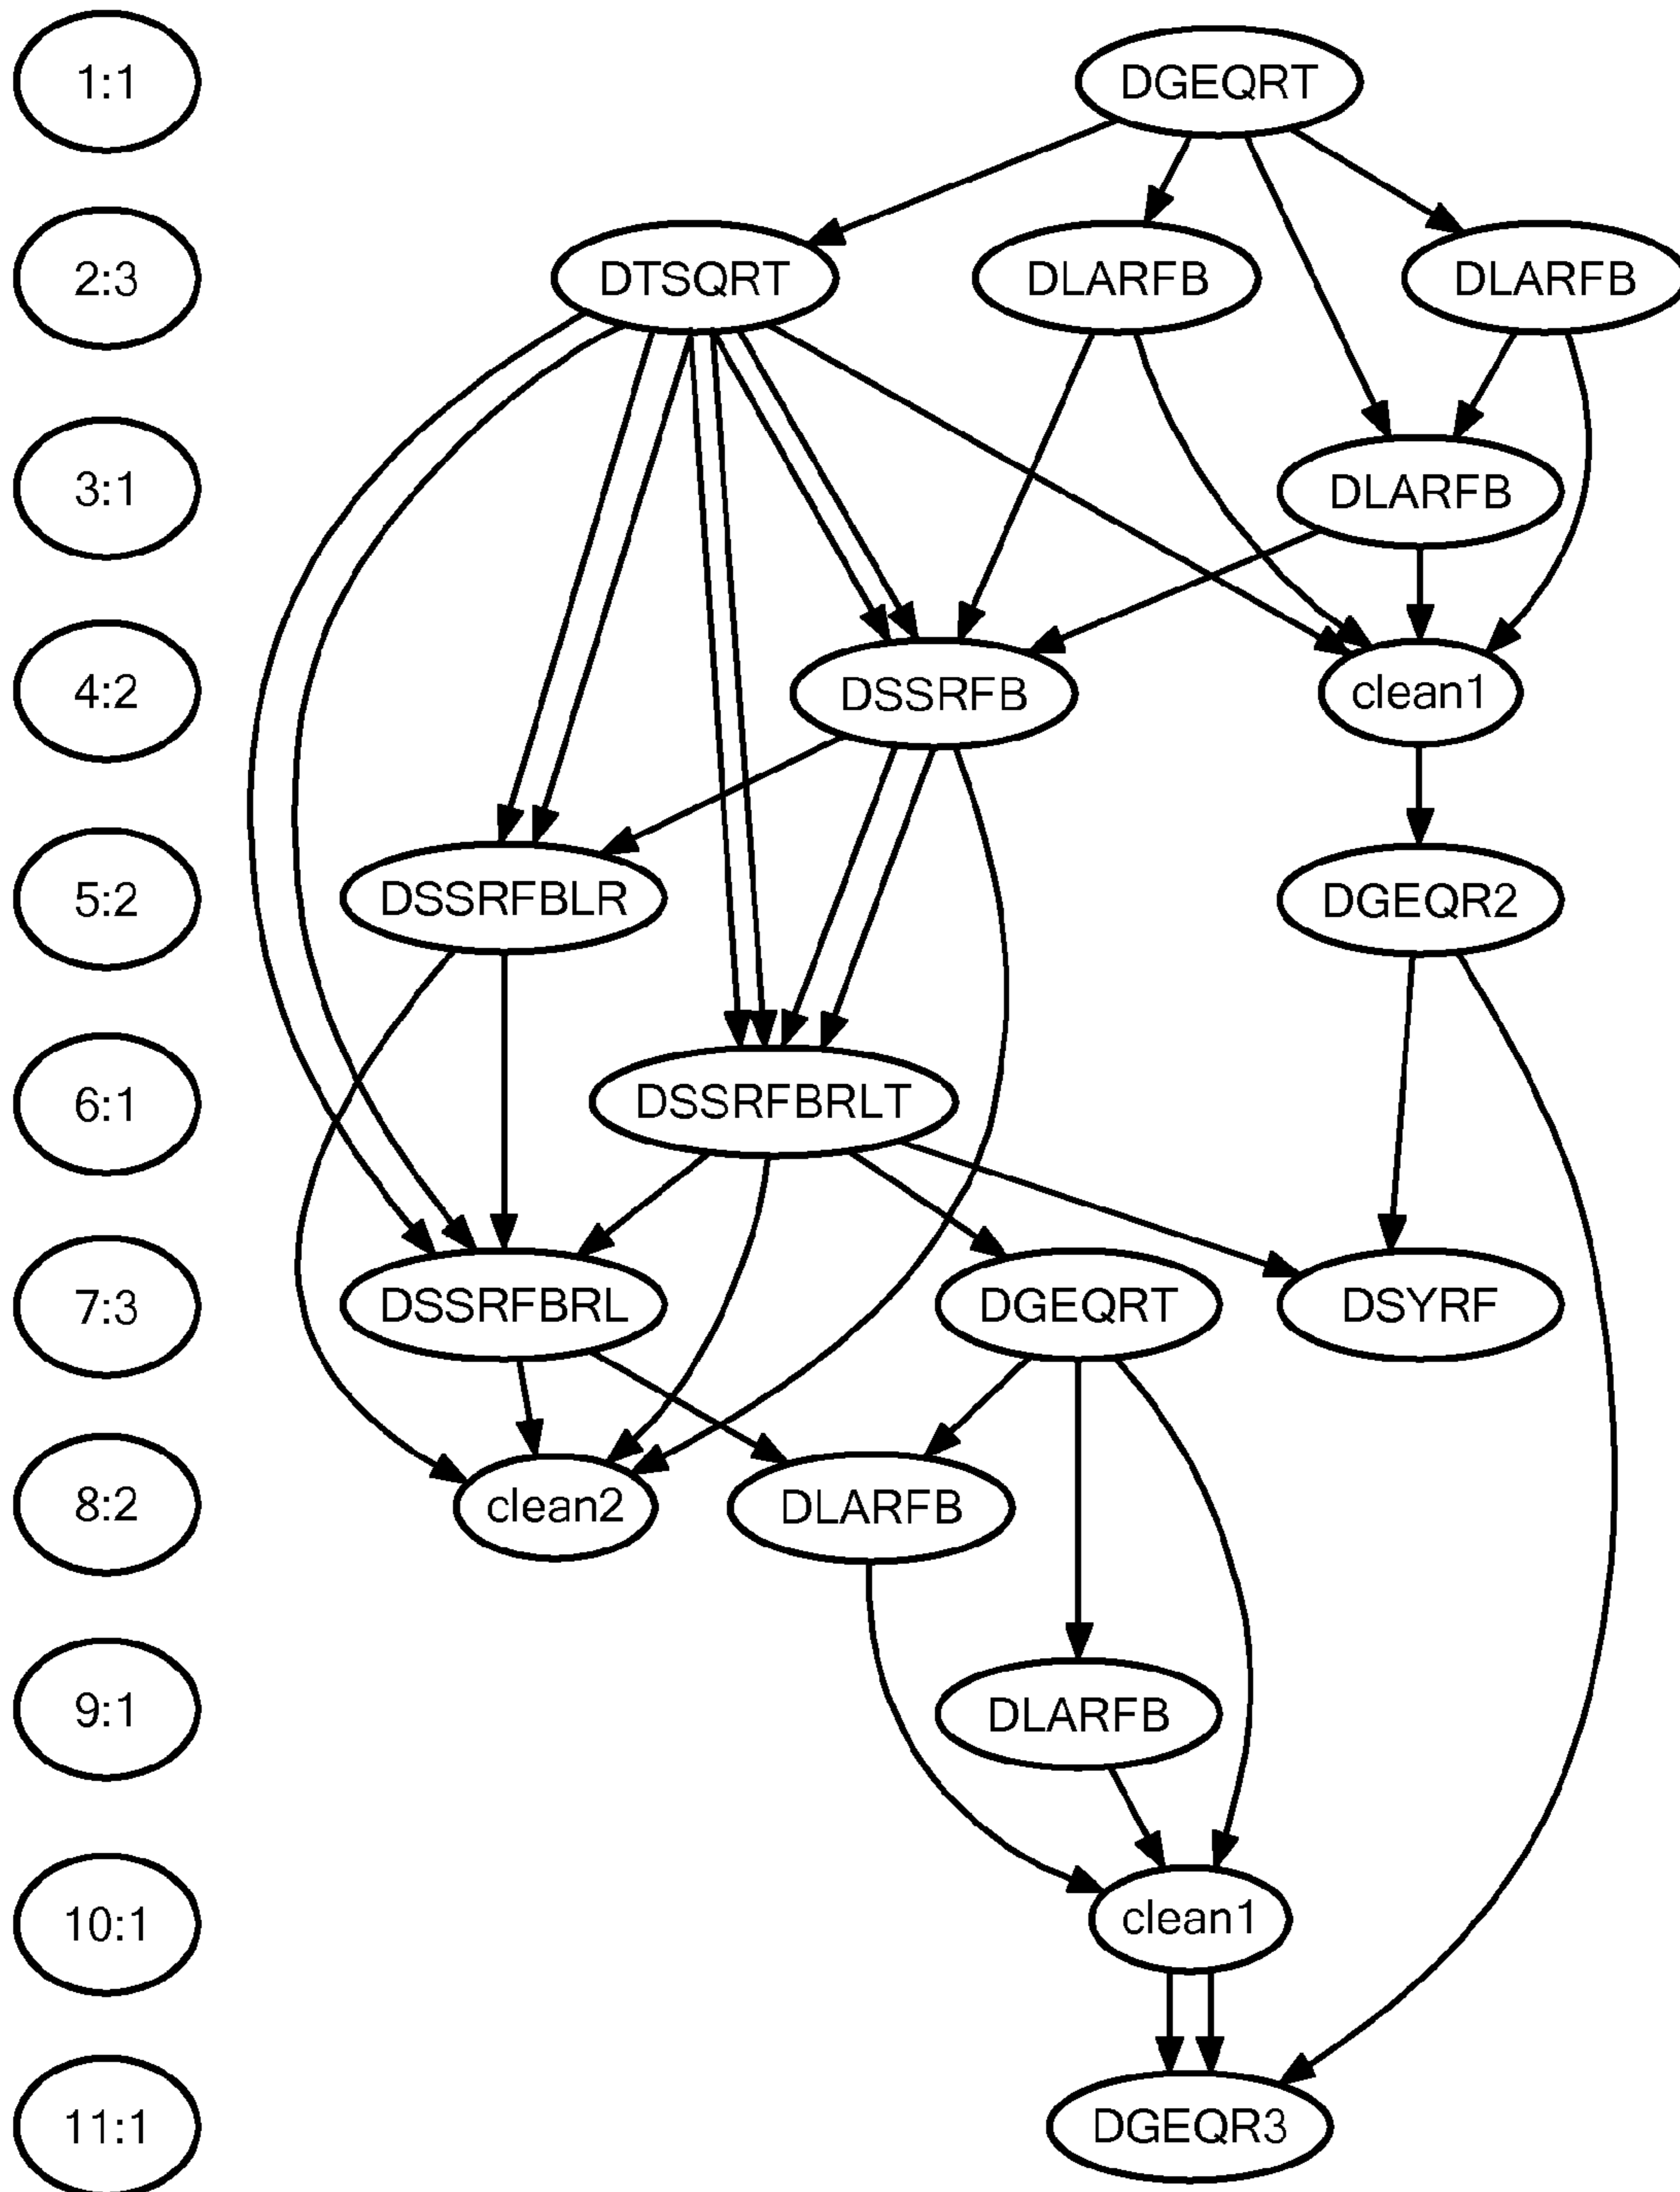 1:1 DGEQRT
2:3 DTSQRT DLARFB DLARFB
3:1 DLARFB
4:2 DSSRFB clean1
5:2 DSSRFBLR DGEQR2
6:1 DSSRFBRLT
7:3 DSSRFBRL DGEQRT DSYRF
8:2 clean2 DLARFB
9:1 DLARFB
10:1 clean1
11:1 DGEQR3